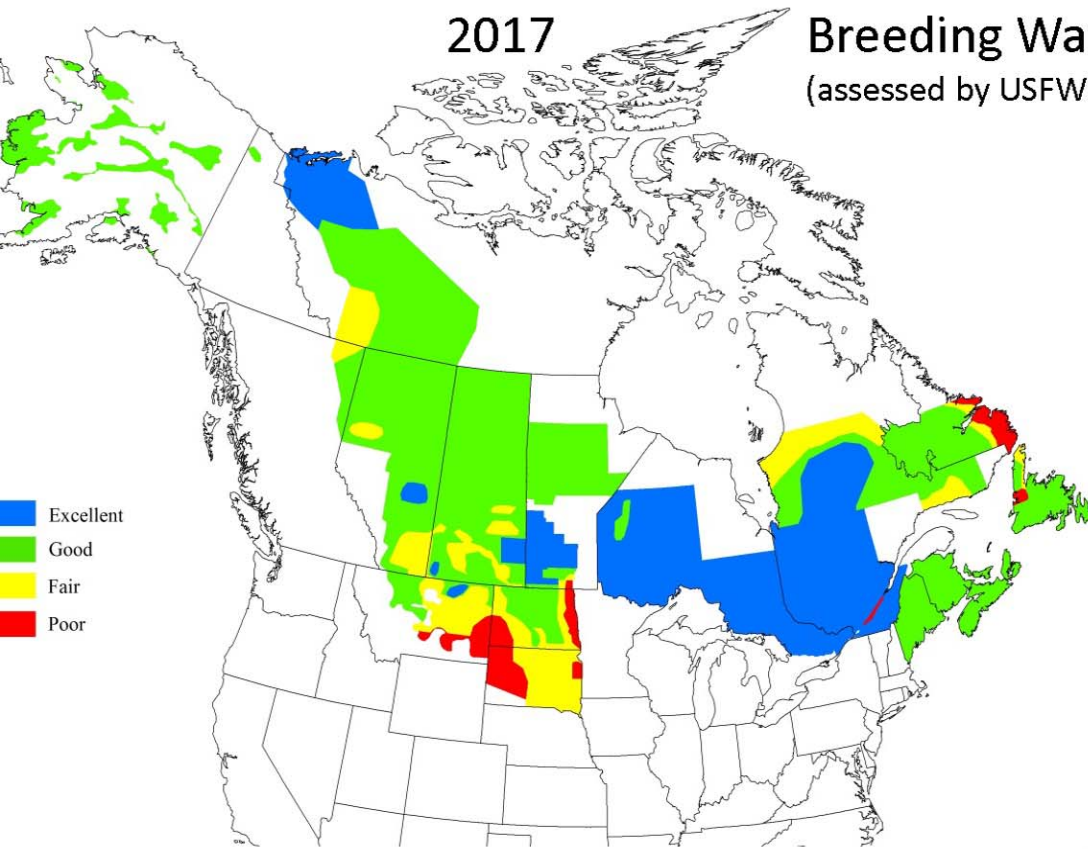 2017
Breeding Wa
(assessed by USFW
Excellent
Good
Fair
Poor